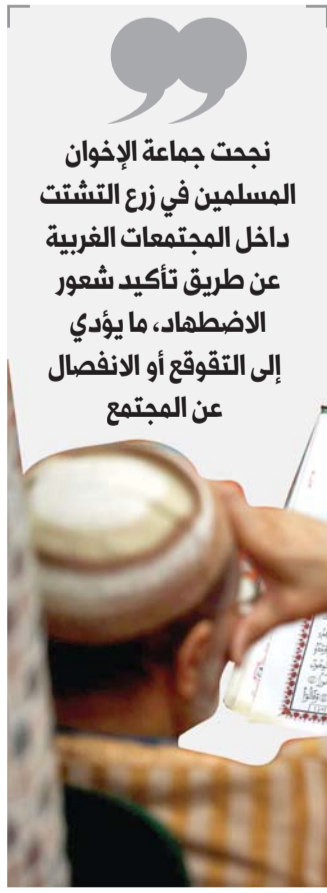 نجحت جماعة الإخوان
المسلمين في زرع التشتت
داخل المجتمعات الغربية
عن طريق تأكيد شعور
الاضطهاد، ما يؤدي
إلى التقوقع أو الانفصال
عن المجتمع